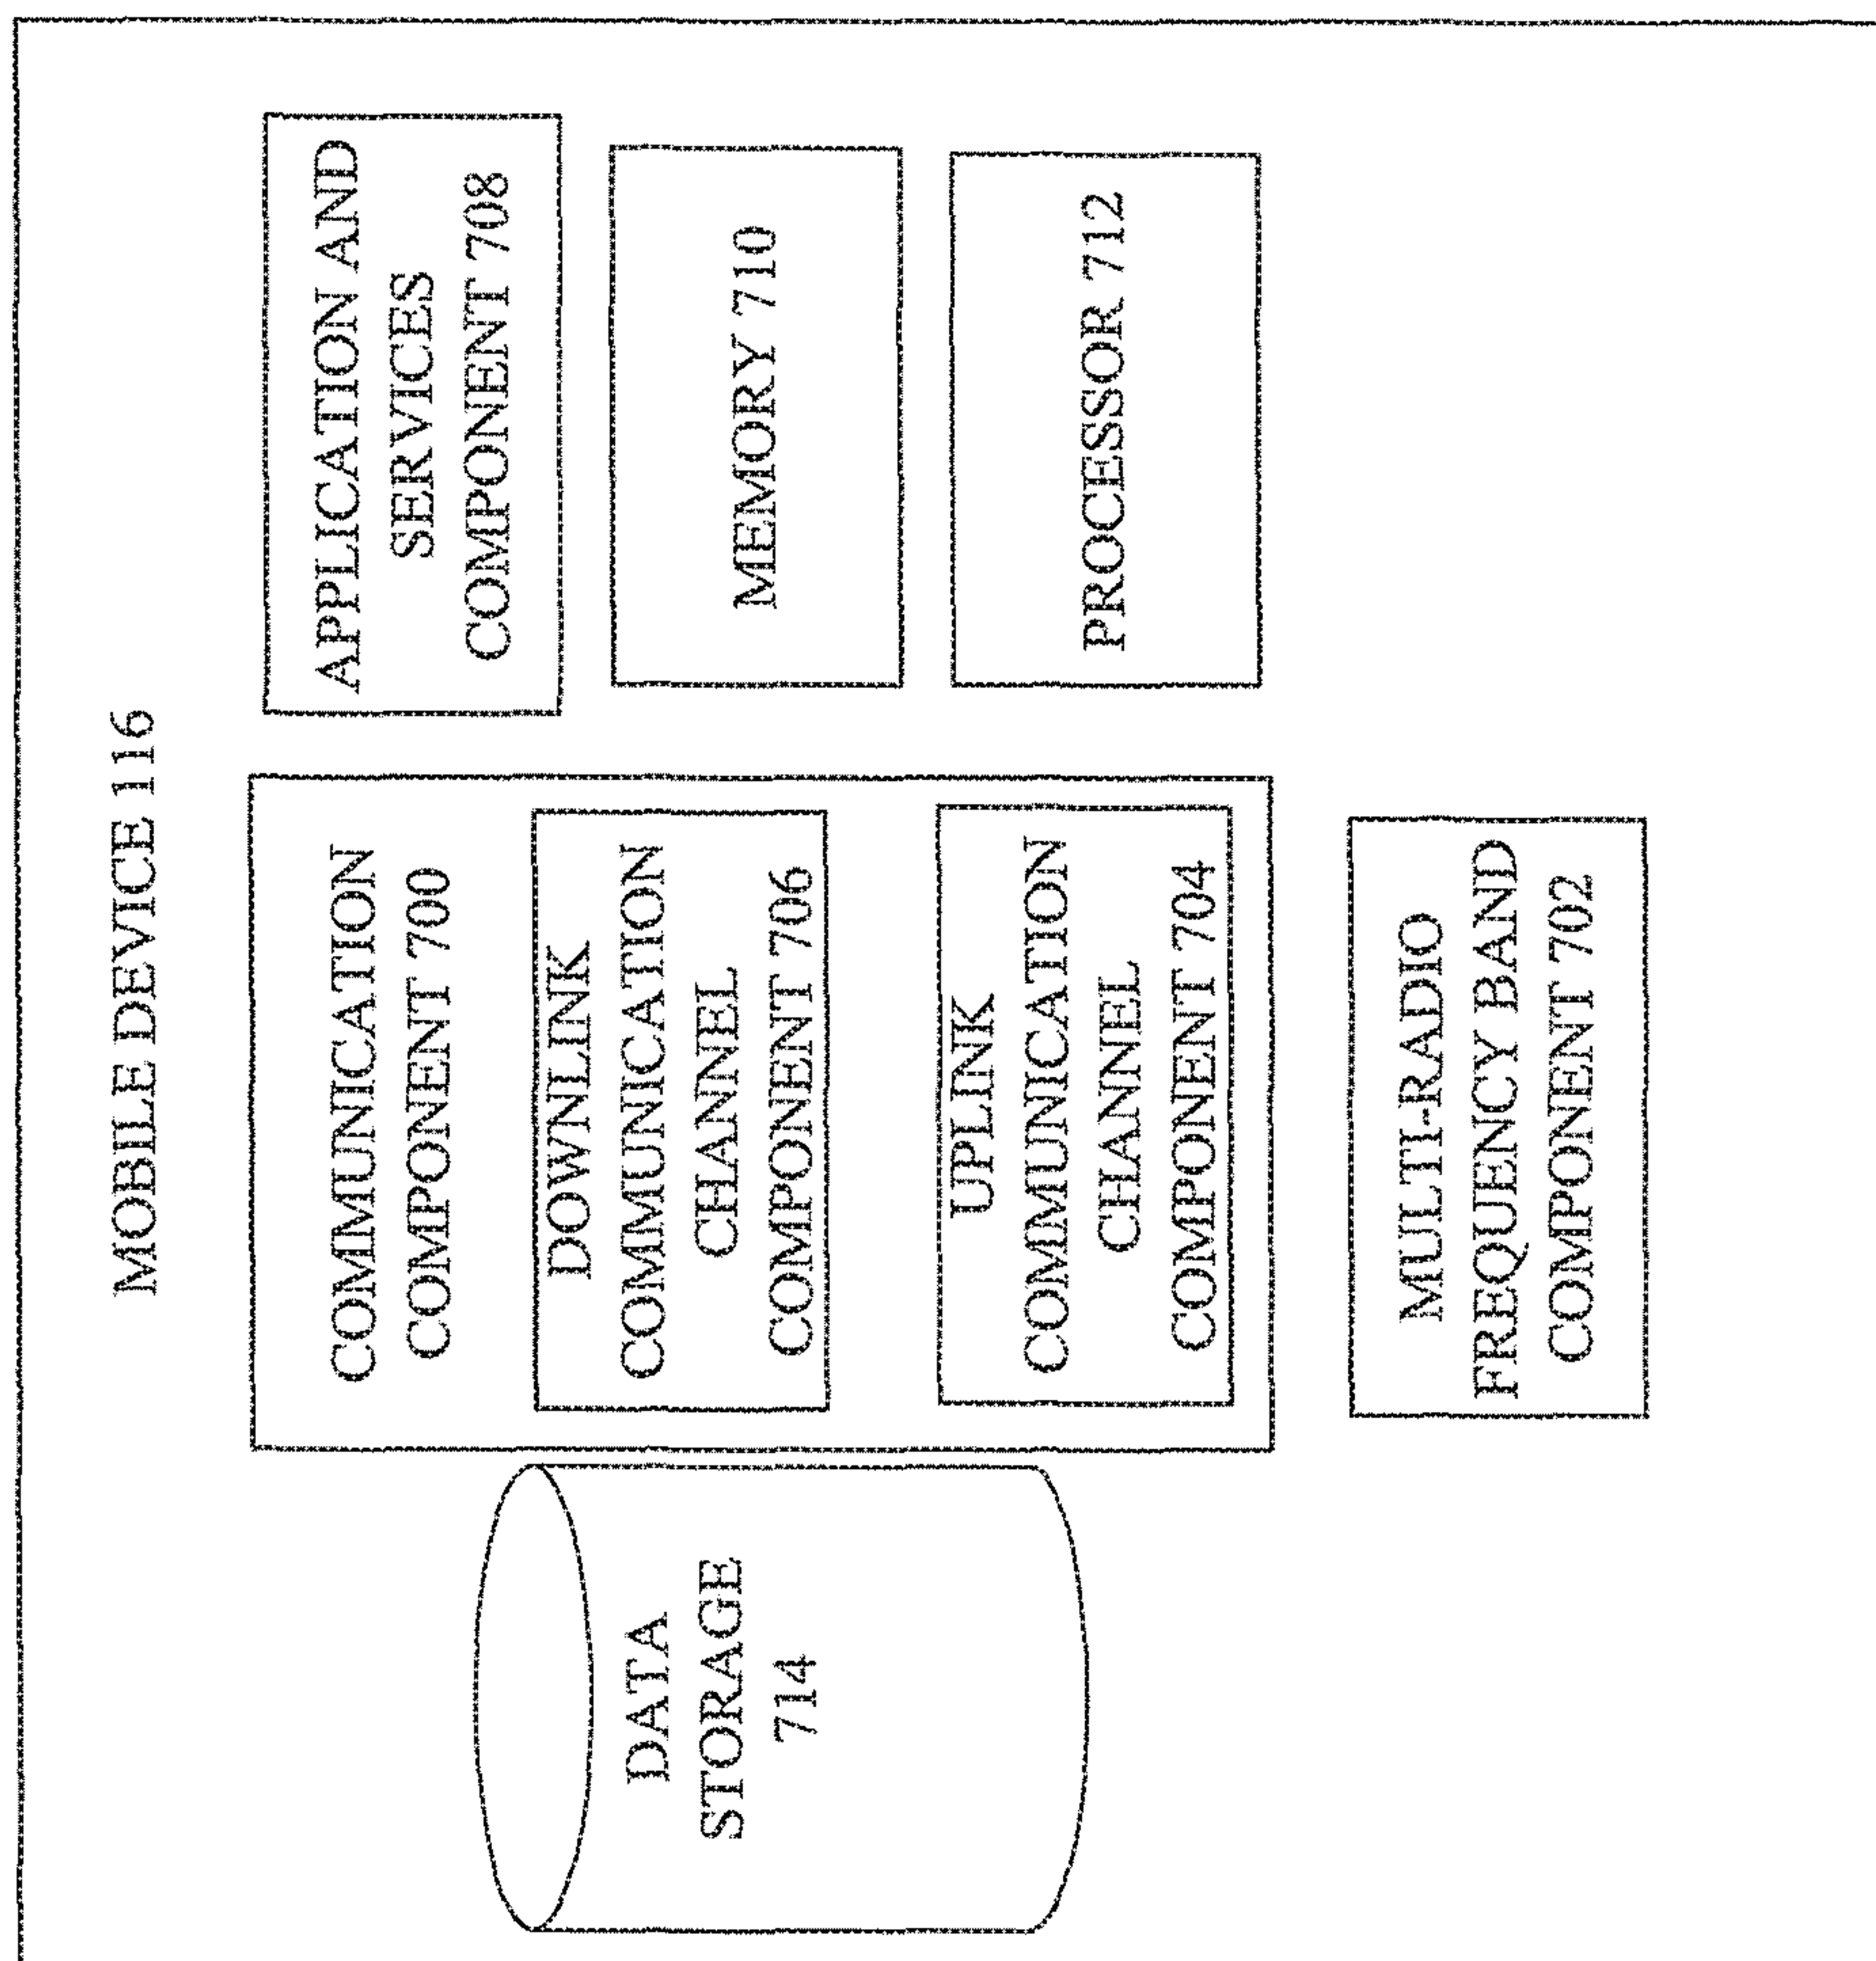 MOBILE DEVICE 116
DATA
STORAGE
714
COMMUNICATION
COMPONENT 700
DOWNLINK
COMMUNICATION
CHANNEL
COMPONENT 706
UPLINK
COMMUNICATION
CHANNEL
COMPONENT 704
MULTI-RADIO
FREQUENCY BAND
COMPONENT 702
APPLICATION AND
SERVICES
COMPONENT 708
MEMORY 710
PROCESSOR 712